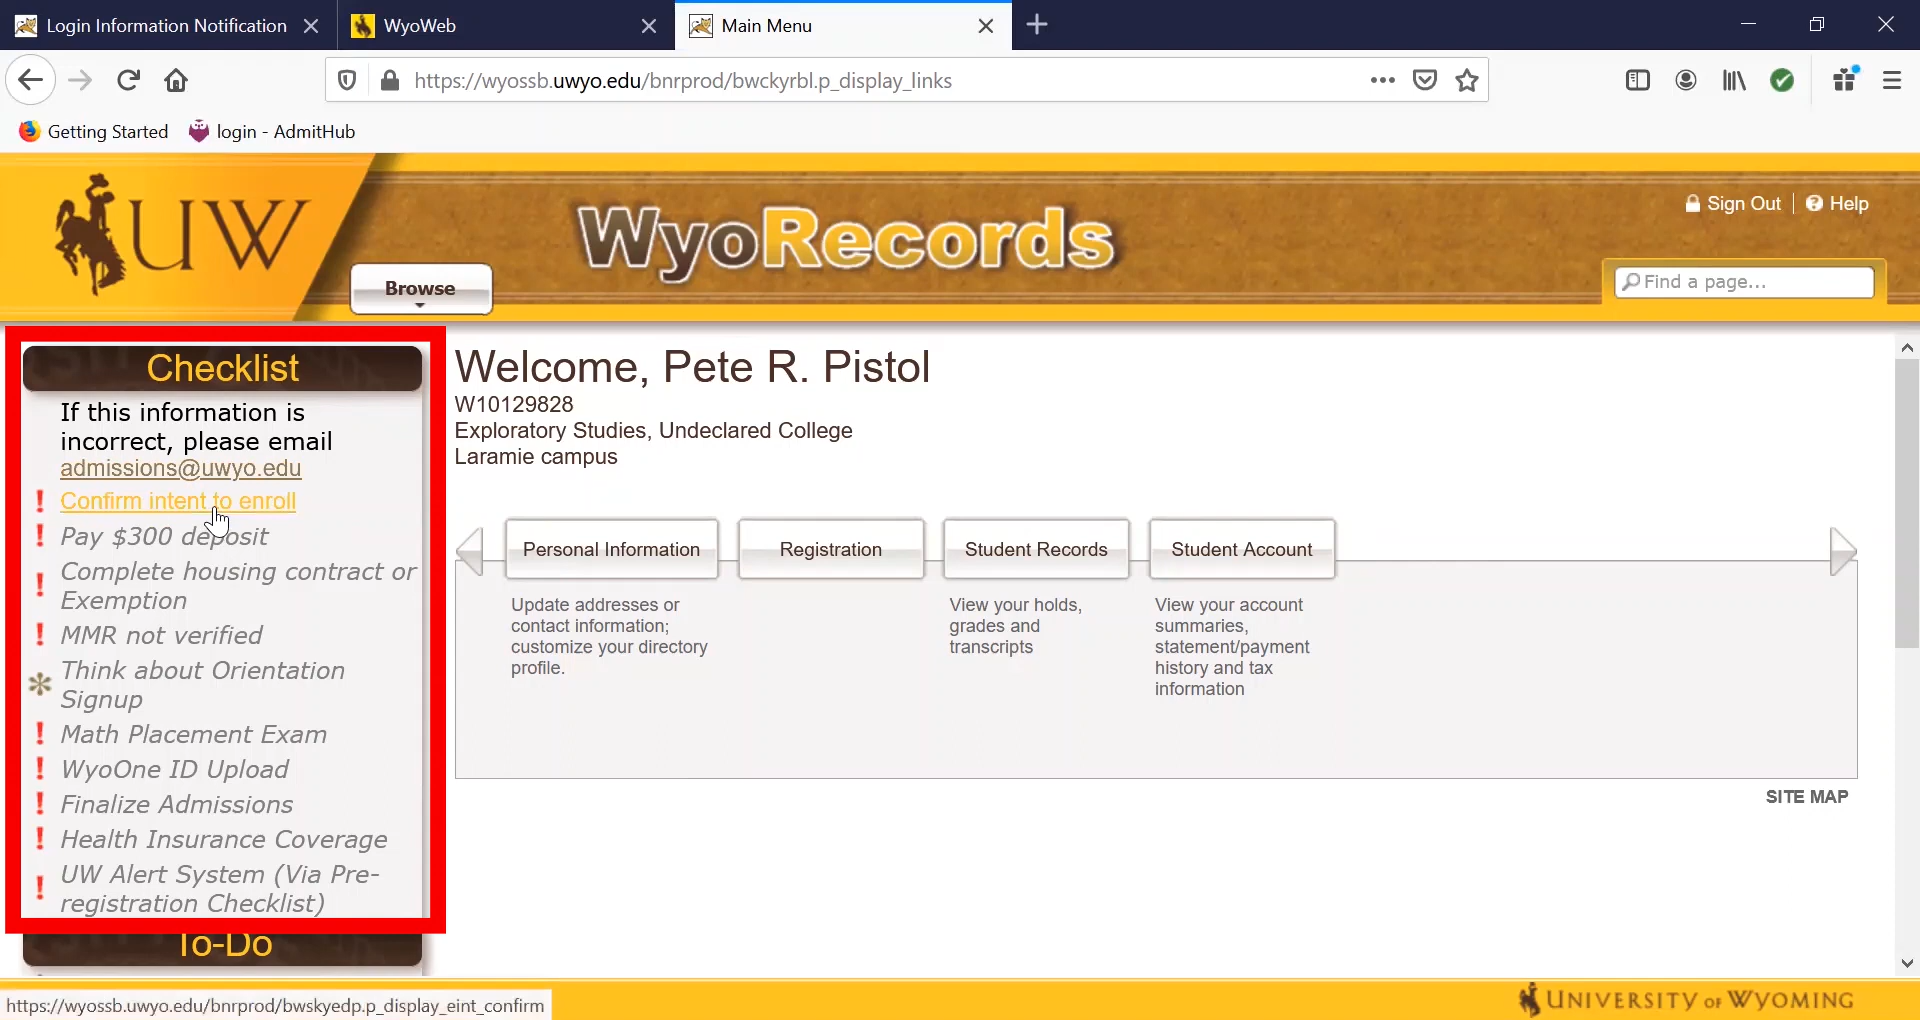 Login Information Notification
WyoWeb
Main Menu
https://wyossb.uwyo.edu/bnrprod/bwckyrbl.p_display_links
Getting Started
login - AdmitHub
UW
WyoRecords
Sign Out
Help
Browse
Find a page...
Checklist
If this information is
incorrect, please email
admissions@uwyo.edu
! Confirm intent to enroll
! Pay $300 deposit
! Complete housing contract or
Exemption
! MMR not verified
* Think about Orientation
Signup
! Math Placement Exam
! WyoOne ID Upload
! Finalize Admissions
! Health Insurance Coverage
! UW Alert System (Via Pre-
registration Checklist)
To-Do
Welcome, Pete R. Pistol
W10129828
Exploratory Studies, Undeclared College
Laramie campus
Personal Information
Registration
Student Records
Student Account
Update addresses or
contact information;
customize your directory
profile.
View your holds,
grades and
transcripts
View your account
summaries,
statement/payment
history and tax
information
SITE MAP
https://wyossb.uwyo.edu/bnrprod/bwskyedp.p_display_eint_confirm
UNIVERSITY OF WYOMING